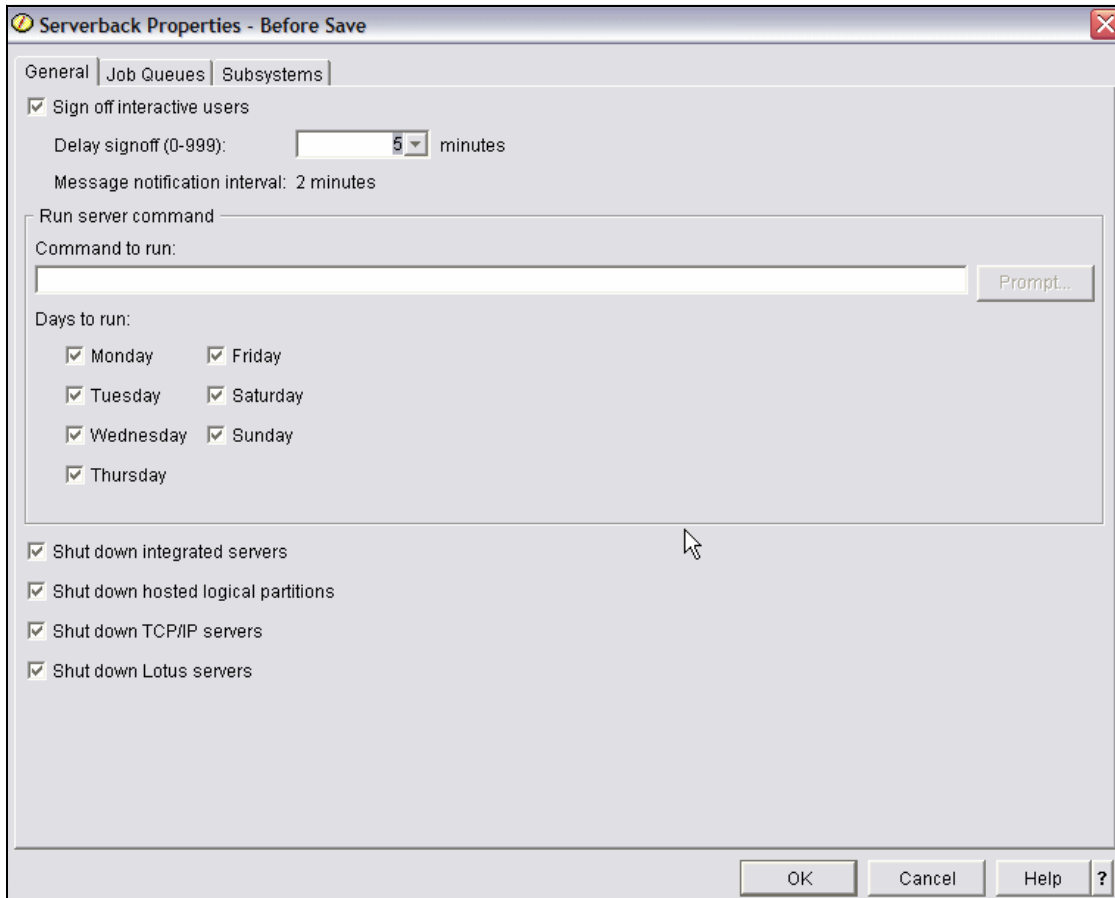 Serverback Properties - Before Save
General Job Queues Subsystems
Sign off interactive users
Delay signoff (0-999): 5 minutes
Message notification interval: 2 minutes
Run server command
Command to run:
Prompt...
Days to run:
Monday Friday
Tuesday Saturday
Wednesday Sunday
Thursday
Shut down integrated servers
Shut down hosted logical partitions
Shut down TCP/IP servers
Shut down Lotus servers
OK Cancel Help ?